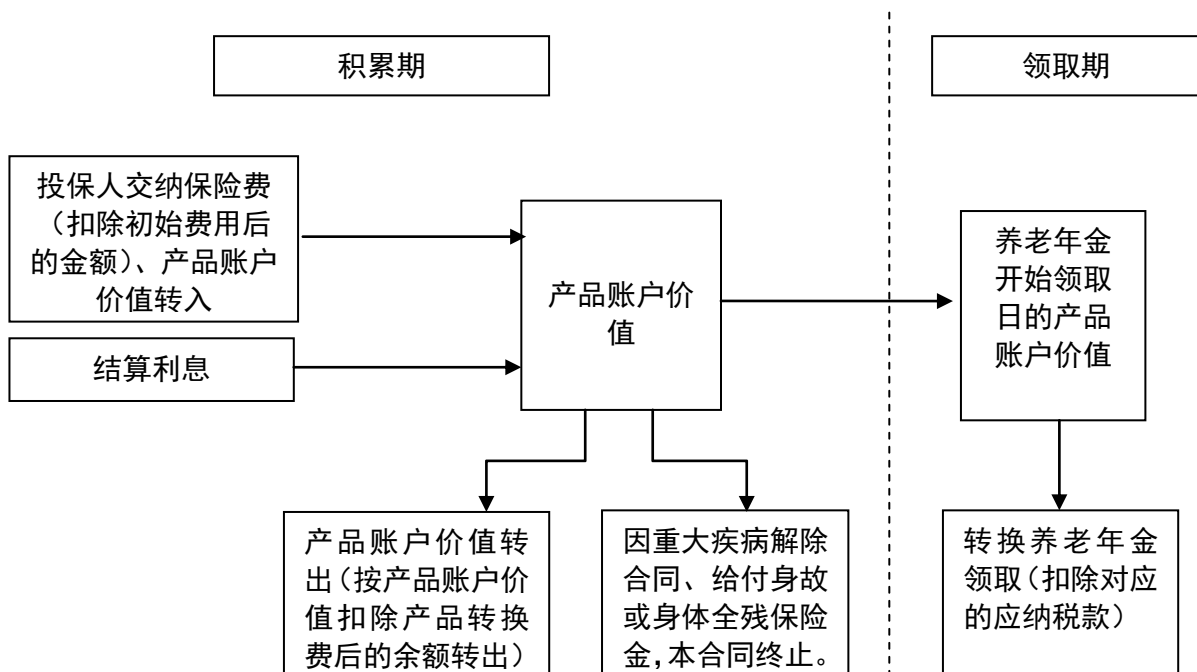 积累期
领取期
投保人交纳保险费
（扣除初始费用后
的金额）、产品账户
价值转入
结算利息
产品账户价
值
养老年金
开始领取
日的产品
账户价值
产品账户价值转
出（按产品账户价
值扣除产品转换
费后的余额转出）
因重大疾病解除
合同、给付身故
或身体全残保险
金，本合同终止。
转换养老年金
领取（扣除对应
的应纳税款）